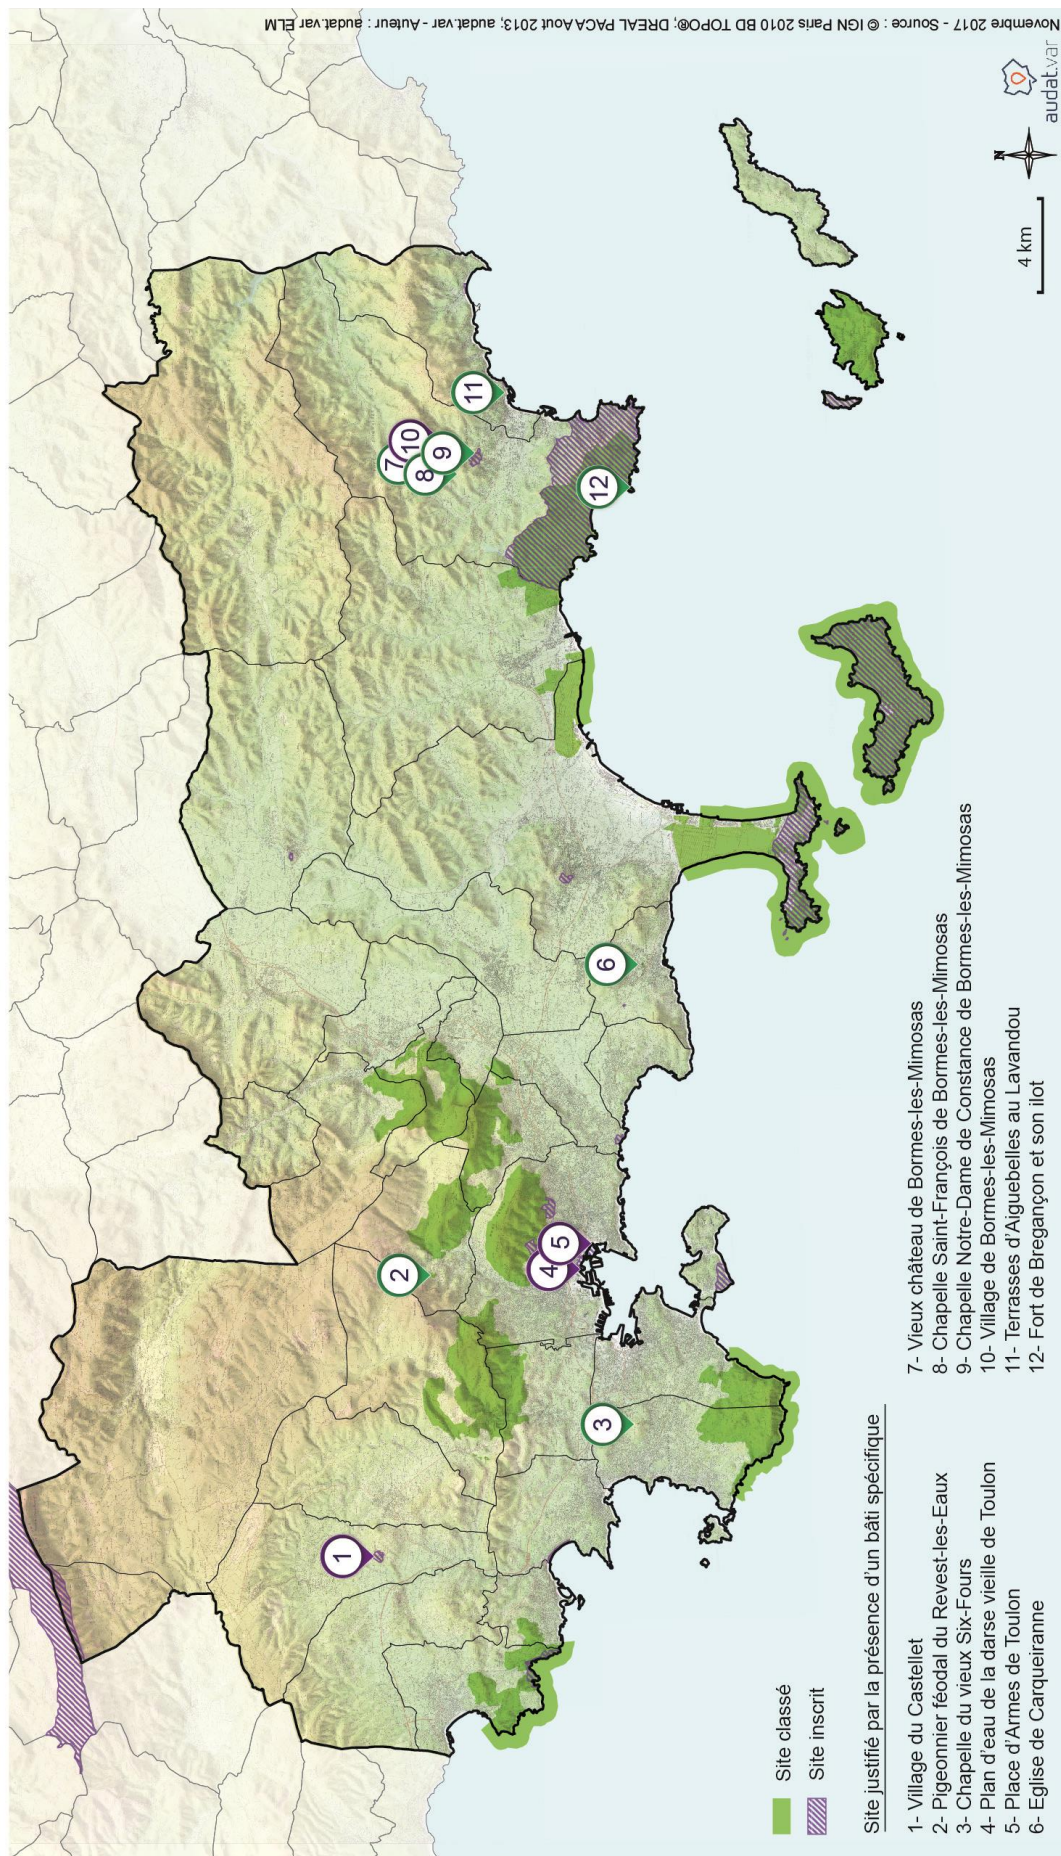 Novembre 2017 - Source : © IGN Paris 2010 BD TOPO®; DREAL PACA Aout 2013; audat.var - Auteur : audat.var ELM
audat.var
N
4 km
1
2
3
4
5
6
7
8
9
10
11
12
Site classé
Site inscrit
Site justifié par la présence d'un bâti spécifique
1- Village du Castellet
2- Pigeonnier féodal du Revest-les-Eaux
3- Chapelle du vieux Six-Fours
4- Plan d'eau de la darse vieille de Toulon
5- Place d'Armes de Toulon
6- Eglise de Carqueiranne
7- Vieux château de Bormes-les-Mimosas
8- Chapelle Saint-François de Bormes-les-Mimosas
9- Chapelle Notre-Dame de Constance de Bormes-les-Mimosas
10- Village de Bormes-les-Mimosas
11- Terrasses d'Aiguebelles au Lavandou
12- Fort de Bregançon et son ilot